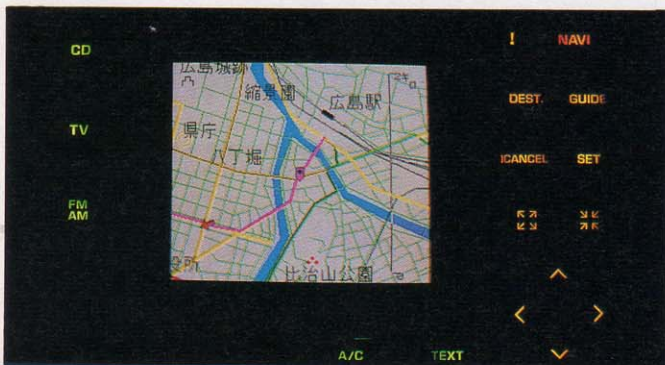 CD
TV
FM
AM
広島城跡
縮景園
広島駅
県庁
八丁堀
比治山公園
! NAVI
DEST. GUIDE
CANCEL SET
A/C TEXT